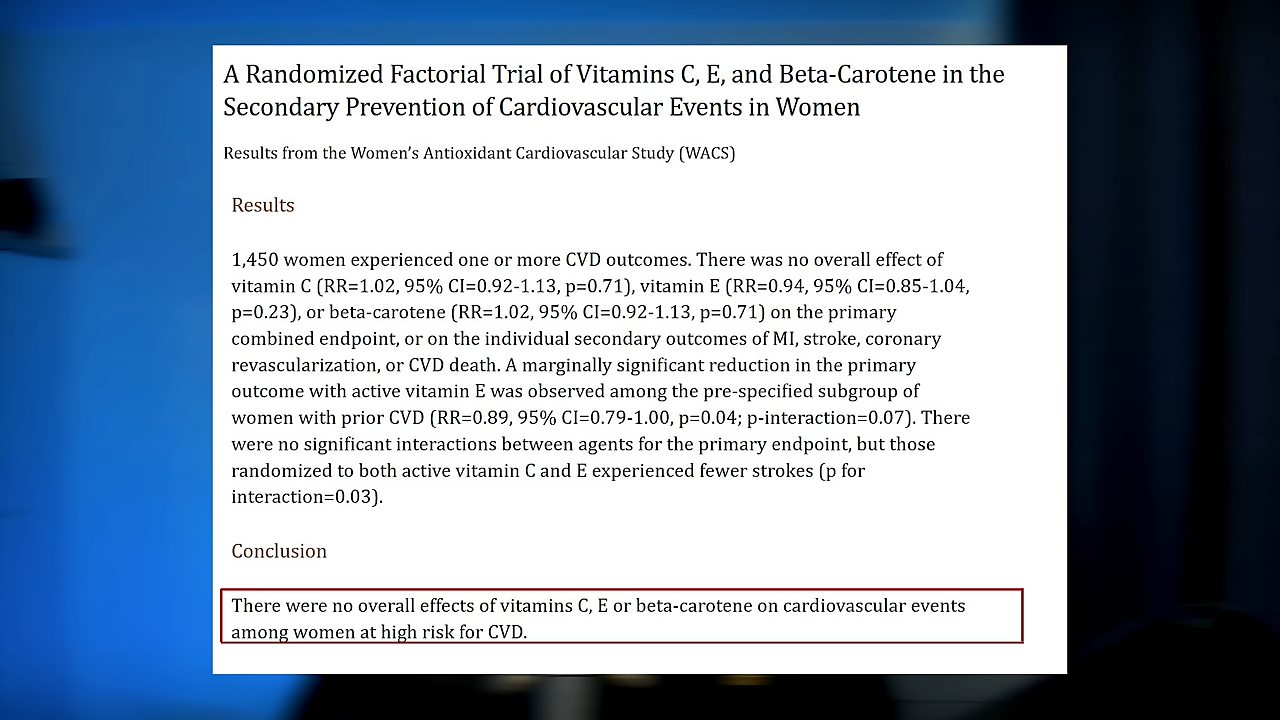 A Randomized Factorial Trial of Vitamins C, E, and Beta-Carotene in the
Secondary Prevention of Cardiovascular Events in Women
Results from the Women's Antioxidant Cardiovascular Study (WACS)
Results
1,450 women experienced one or more CVD outcomes. There was no overall effect of
vitamin C (RR=1.02, 95% CI=0.92-1.13, p=0.71), vitamin E (RR=0.94, 95% CI=0.85-1.04,
p=0.23), or beta-carotene (RR=1.02, 95% CI=0.92-1.13, p=0.71) on the primary
combined endpoint, or on the individual secondary outcomes of MI, stroke, coronary
revascularization, or CVD death. A marginally significant reduction in the primary
outcome with active vitamin E was observed among the pre-specified subgroup of
women with prior CVD (RR=0.89, 95% CI=0.79-1.00, p=0.04; p-interaction=0.07). There
were no significant interactions between agents for the primary endpoint, but those
randomized to both active vitamin C and E experienced fewer strokes (p for
interaction=0.03).
Conclusion
There were no overall effects of vitamins C, E or beta-carotene on cardiovascular events
among women at high risk for CVD.